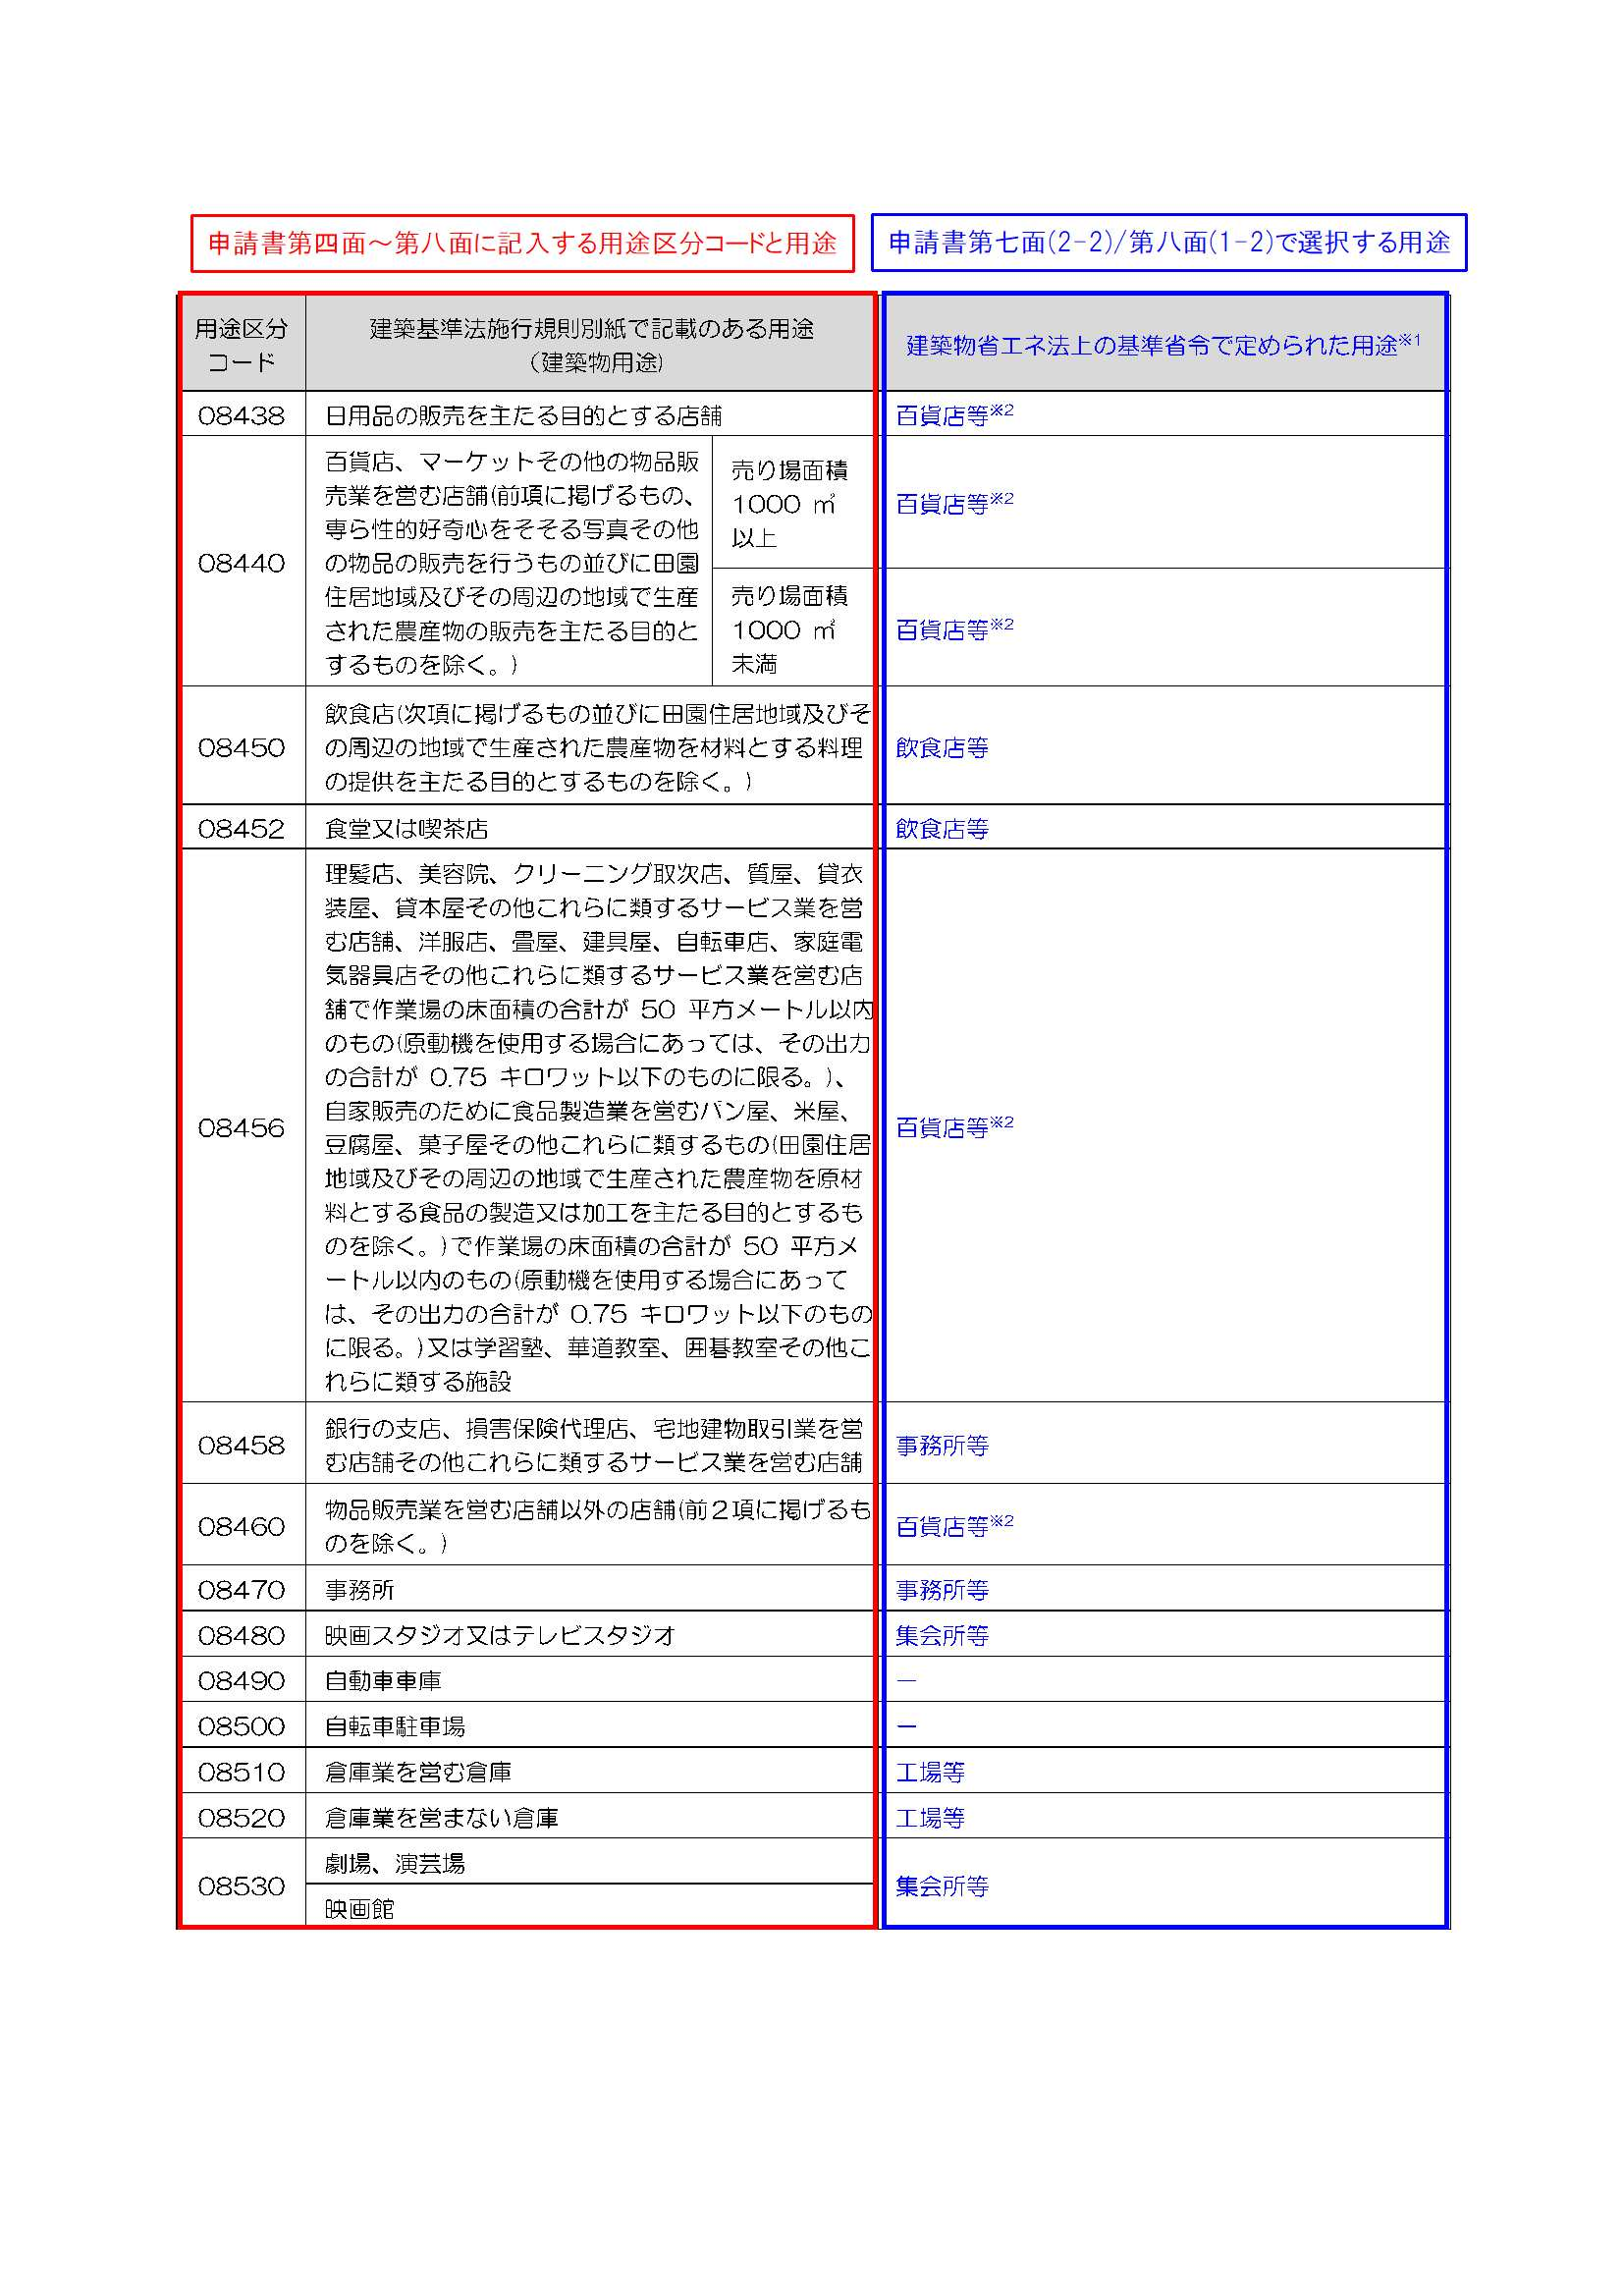 申請書第四面～第八面に記入する用途区分コードと用途
申請書第七面(2-2)/第八面(1-2)で選択する用途
用途区分
コード
建築基準法施行規則別紙で記載のある用途
（建築物用途）
建築物省エネ法上の基準省令で定められた用途※1
08438
日用品の販売を主たる目的とする店舗
百貨店等※2
08440
百貨店、マーケットその他の物品販
売業を営む店舗(前項に掲げるもの、
専ら性的好奇心をそそる写真その他
の物品の販売を行うもの並びに田園
住居地域及びその周辺の地域で生産
された農産物の販売を主たる目的と
するものを除く。)
売り場面積
1000 ㎡
以上
百貨店等※2
売り場面積
1000 ㎡
未満
百貨店等※2
08450
飲食店(次項に掲げるもの並びに田園住居地域及びそ
の周辺の地域で生産された農産物を材料とする料理
の提供を主たる目的とするものを除く。)
飲食店等
08452
食堂又は喫茶店
飲食店等
08456
理髪店、美容院、クリーニング取次店、質屋、貸衣
装屋、貸本屋その他これらに類するサービス業を営
む店舗、洋服店、畳屋、建具屋、自転車店、家庭電
気器具店その他これらに類するサービス業を営む店
舗で作業場の床面積の合計が 50 平方メートル以内
のもの(原動機を使用する場合にあっては、その出力
の合計が 0.75 キロワット以下のものに限る。)、
自家販売のために食品製造業を営むパン屋、米屋、
豆腐屋、菓子屋その他これらに類するもの(田園住居
地域及びその周辺の地域で生産された農産物を原材
料とする食品の製造又は加工を主たる目的とするも
のを除く。)で作業場の床面積の合計が 50 平方メ
ートル以内のもの(原動機を使用する場合にあって
は、その出力の合計が 0.75 キロワット以下のもの
に限る。)又は学習塾、華道教室、囲碁教室その他こ
れらに類する施設
百貨店等※2
08458
銀行の支店、損害保険代理店、宅地建物取引業を営
む店舗その他これらに類するサービス業を営む店舗
事務所等
08460
物品販売業を営む店舗以外の店舗(前２項に掲げるも
のを除く。)
百貨店等※2
08470
事務所
事務所等
08480
映画スタジオ又はテレビスタジオ
集会所等
08490
自動車車庫
―
08500
自転車駐車場
ー
08510
倉庫業を営む倉庫
工場等
08520
倉庫業を営まない倉庫
工場等
08530
劇場、演芸場
映画館
集会所等